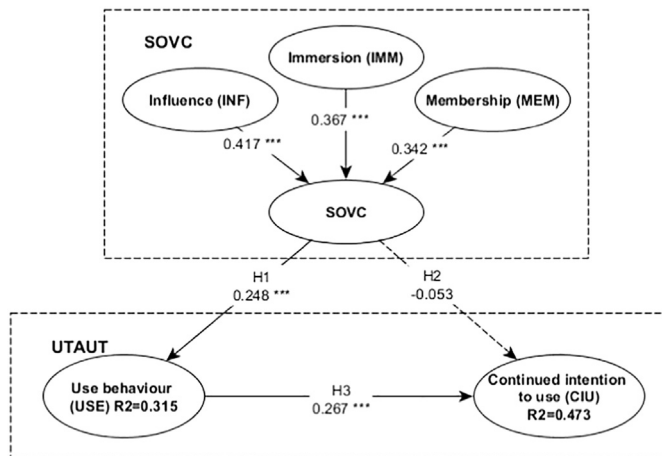 SOVC
Immersion (IMM)
Influence (INF)
Membership (MEM)
0.367 ***
0.417 ***
0.342 ***
SOVC
H1
0.248 ***
H2
-0.053
UTAUT
Use behaviour
(USE) R2=0.315
H3
0.267 ***
Continued intention
to use (CIU)
R2=0.473